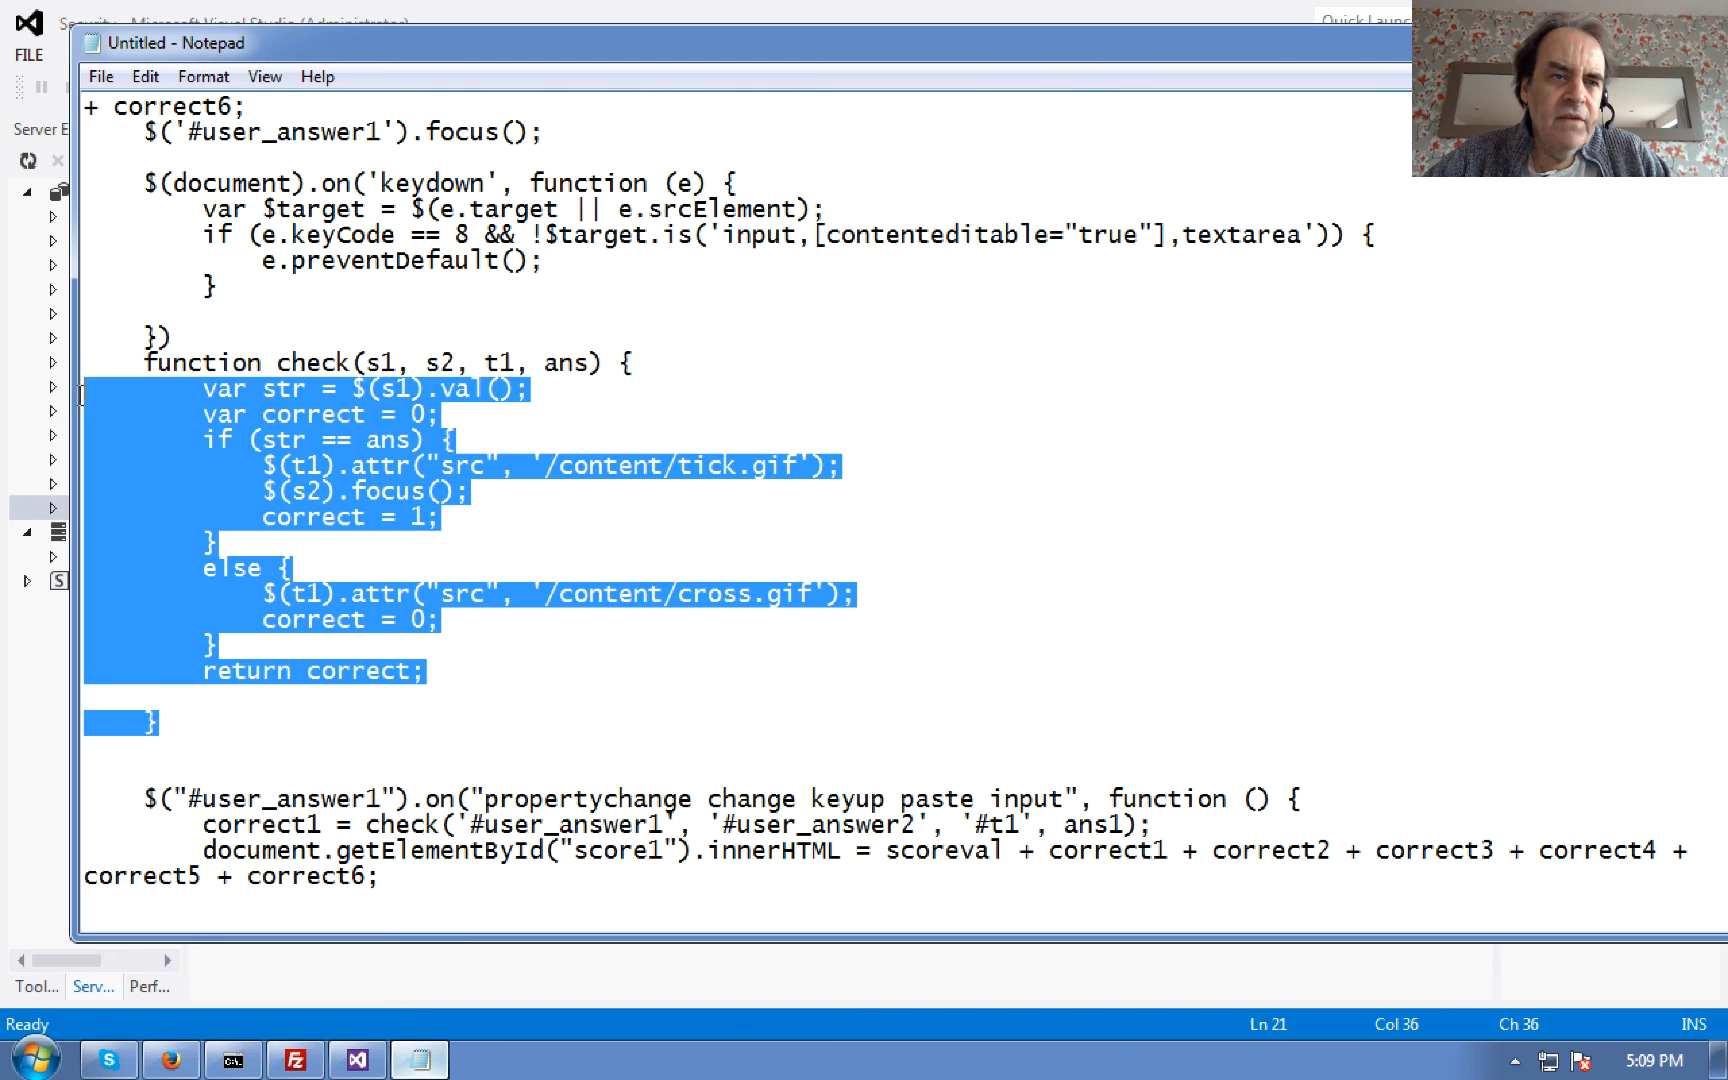 Security - Microsoft Visual Studio (Administrator)
Quick Launc
FILE
Untitled - Notepad
File Edit Format View Help
Server E
+ correct6;
$('#user_answer1').focus();
$(document).on('keydown', function (e) {
var $target = $(e.target || e.srcElement);
if (e.keyCode == 8 && !$target.is('input,[contenteditable="true"],textarea')) {
e.preventDefault();
}
})
function check(s1, s2, t1, ans) {
var str = $(s1).val();
var correct = 0;
if (str == ans) {
$(t1).attr("src", '/content/tick.gif');
$(s2).focus();
correct = 1;
}
else {
$(t1).attr("src", '/content/cross.gif');
correct = 0;
}
return correct;
}
$("#user_answer1").on("propertychange change keyup paste input", function () {
correct1 = check('#user_answer1', '#user_answer2', '#t1', ans1);
document.getElementById("score1").innerHTML = scoreval + correct1 + correct2 + correct3 + correct4 +
correct5 + correct6;
Tool... Serv... Perf...
Ready Ln 21 Col 36 Ch 36 INS
5:09 PM